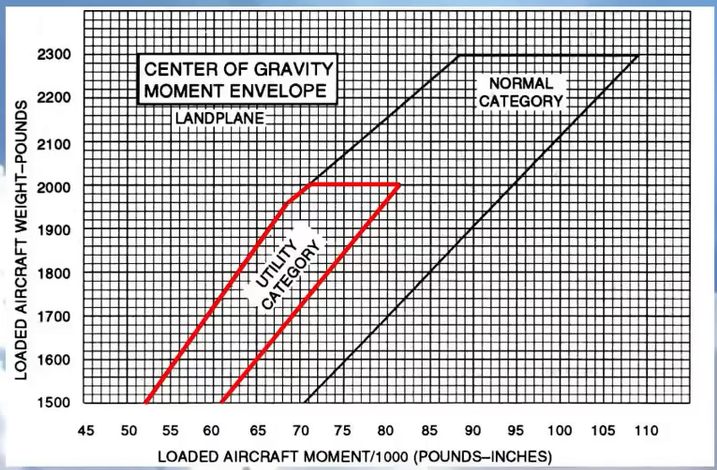 CENTER OF GRAVITY
MOMENT ENVELOPE
LANDPLANE
NORMAL
CATEGORY
UTILITY
CATEGORY
LOADED AIRCRAFT WEIGHT–POUNDS
2300
2200
2100
2000
1900
1800
1700
1600
1500
45 50 55 60 65 70 75 80 85 90 95 100 105 110
LOADED AIRCRAFT MOMENT/1000 (POUNDS–INCHES)